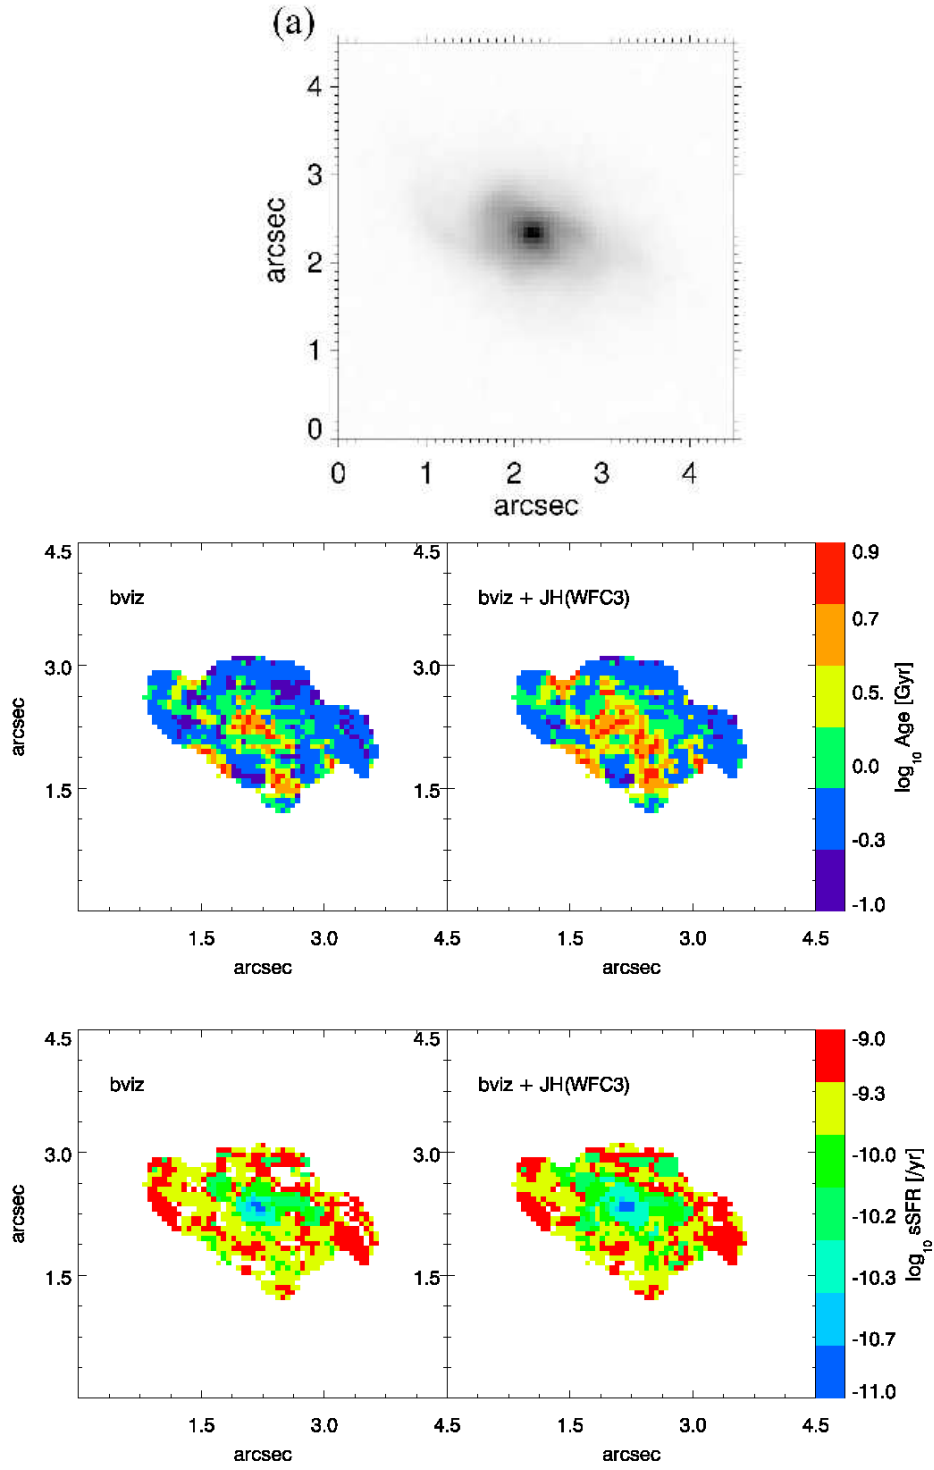 (a)
4
3
2
1
0
arcsec
0 1 2 3 4
arcsec
4.5 4.5 0.9
bviz bviz + JH(WFC3)
0.7
3.0 3.0
0.5
arcsec
log10 Age [Gyr]
0.0
1.5 1.5
-0.3
-1.0
1.5 3.0 4.5 1.5 3.0 4.5
arcsec arcsec
4.5 4.5 -9.0
bviz bviz + JH(WFC3)
-9.3
3.0 3.0
-10.0
arcsec
log10 sSFR [/yr]
-10.2
1.5 1.5
-10.3
-10.7
-11.0
1.5 3.0 4.5 1.5 3.0 4.5
arcsec arcsec